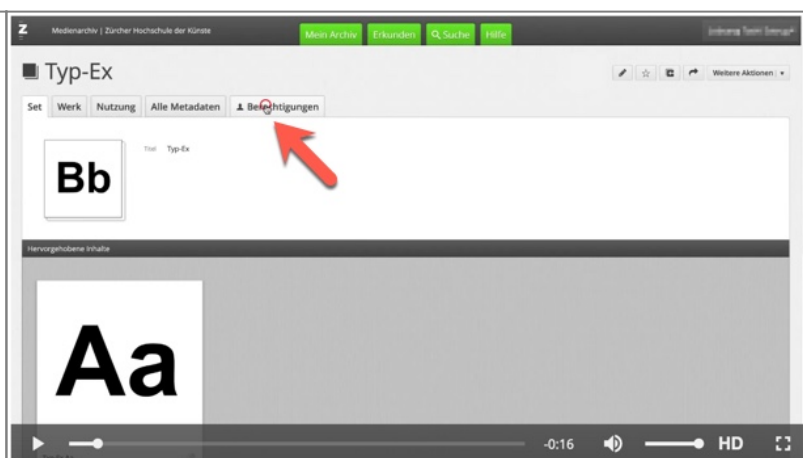 Z Medienarchiv | Zürcher Hochschule der Künste Mein Archiv Erkunden Suche Hilfe
Typ-Ex Weitere Aktionen
Set Werk Nutzung Alle Metadaten Berechtigungen
Bb Titel Typ-Ex
Hervorgehobene Inhalte
Aa
-0:16 HD